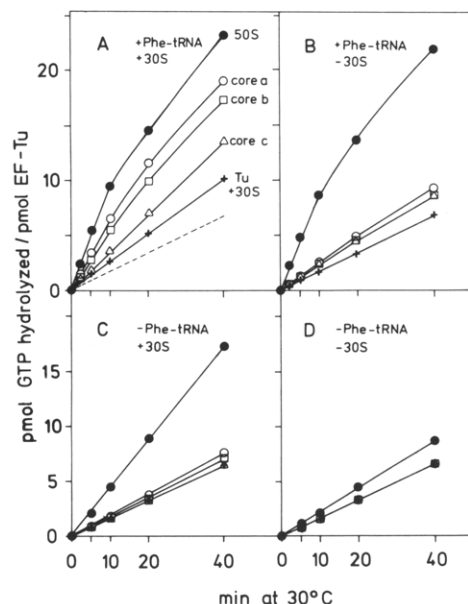 A
+Phe-tRNA
+30S
50S
core a
core b
core c
Tu
+30S
B
+Phe-tRNA
-30S
C
-Phe-tRNA
+30S
D
-Phe-tRNA
-30S
20
10
0
15
10
5
0
0 10 20 40
0 10 20 40
pmol GTP hydrolyzed / pmol EF-Tu
min at 30°C